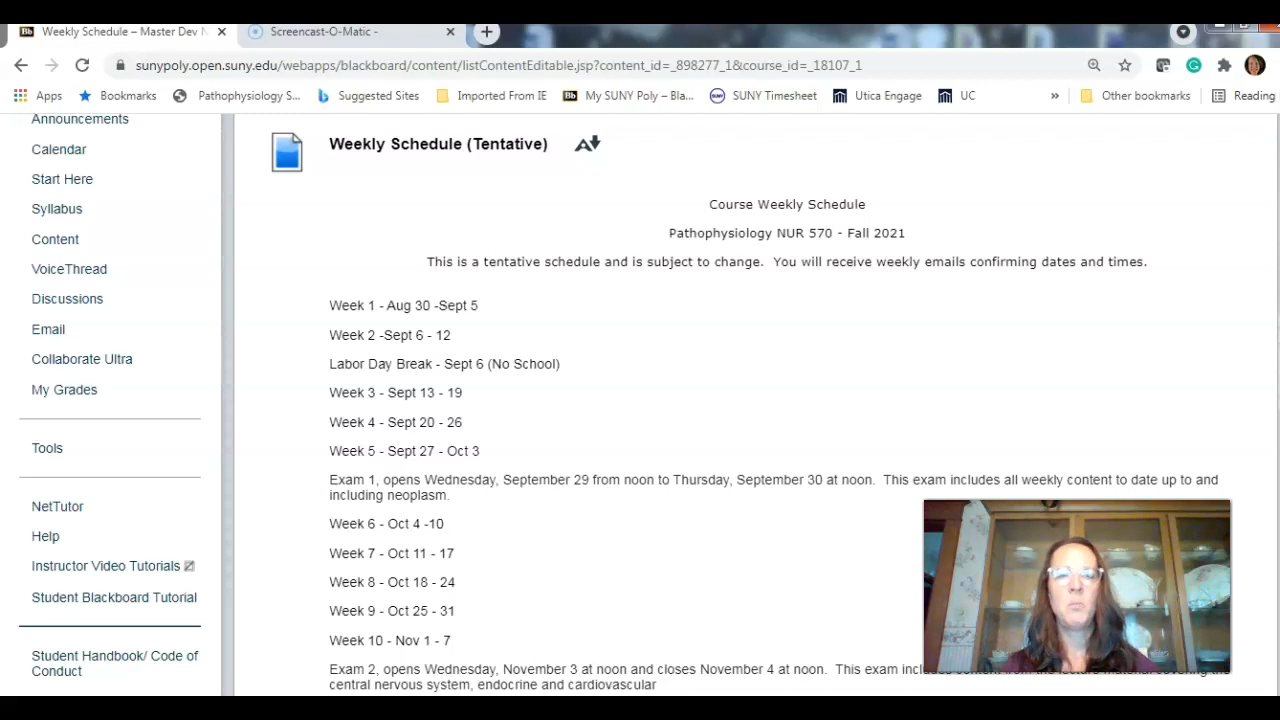 Weekly Schedule – Master Dev N
Screencast-O-Matic -
sunypoly.open.suny.edu/webapps/blackboard/content/listContentEditable.jsp?content_id=_898277_1&course_id=_18107_1
Apps Bookmarks Pathophysiology S... Suggested Sites Imported From IE My SUNY Poly – Bla... SUNY Timesheet Utica Engage UC » Other bookmarks Reading
Announcements
Calendar
Start Here
Syllabus
Content
VoiceThread
Discussions
Email
Collaborate Ultra
My Grades
Tools
NetTutor
Help
Instructor Video Tutorials
Student Blackboard Tutorial
Student Handbook/ Code of
Conduct
Weekly Schedule (Tentative)
Course Weekly Schedule
Pathophysiology NUR 570 - Fall 2021
This is a tentative schedule and is subject to change. You will receive weekly emails confirming dates and times.
Week 1 - Aug 30 -Sept 5
Week 2 -Sept 6 - 12
Labor Day Break - Sept 6 (No School)
Week 3 - Sept 13 - 19
Week 4 - Sept 20 - 26
Week 5 - Sept 27 - Oct 3
Exam 1, opens Wednesday, September 29 from noon to Thursday, September 30 at noon. This exam includes all weekly content to date up to and
including neoplasm.
Week 6 - Oct 4 -10
Week 7 - Oct 11 - 17
Week 8 - Oct 18 - 24
Week 9 - Oct 25 - 31
Week 10 - Nov 1 - 7
Exam 2, opens Wednesday, November 3 at noon and closes November 4 at noon. This exam
central nervous system, endocrine and cardiovascular